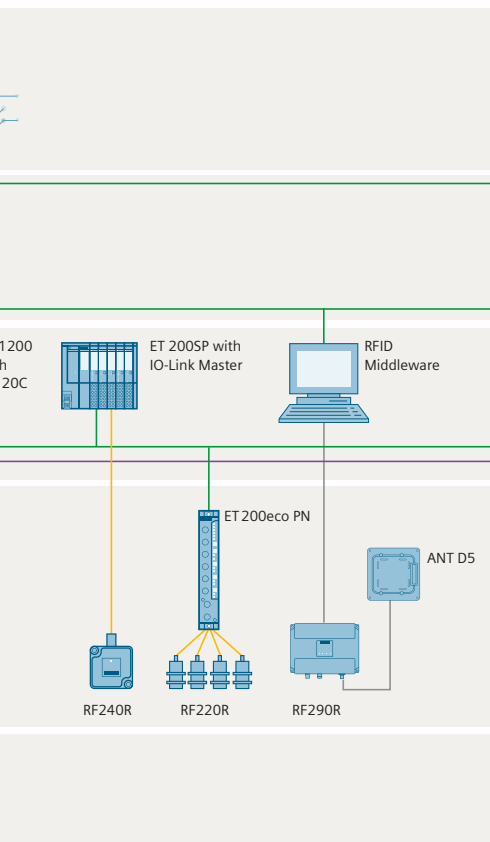 1200
ET 200SP with
IO-Link Master
RFID
Middleware
20C
ET 200eco PN
ANT D5
RF240R
RF220R
RF290R